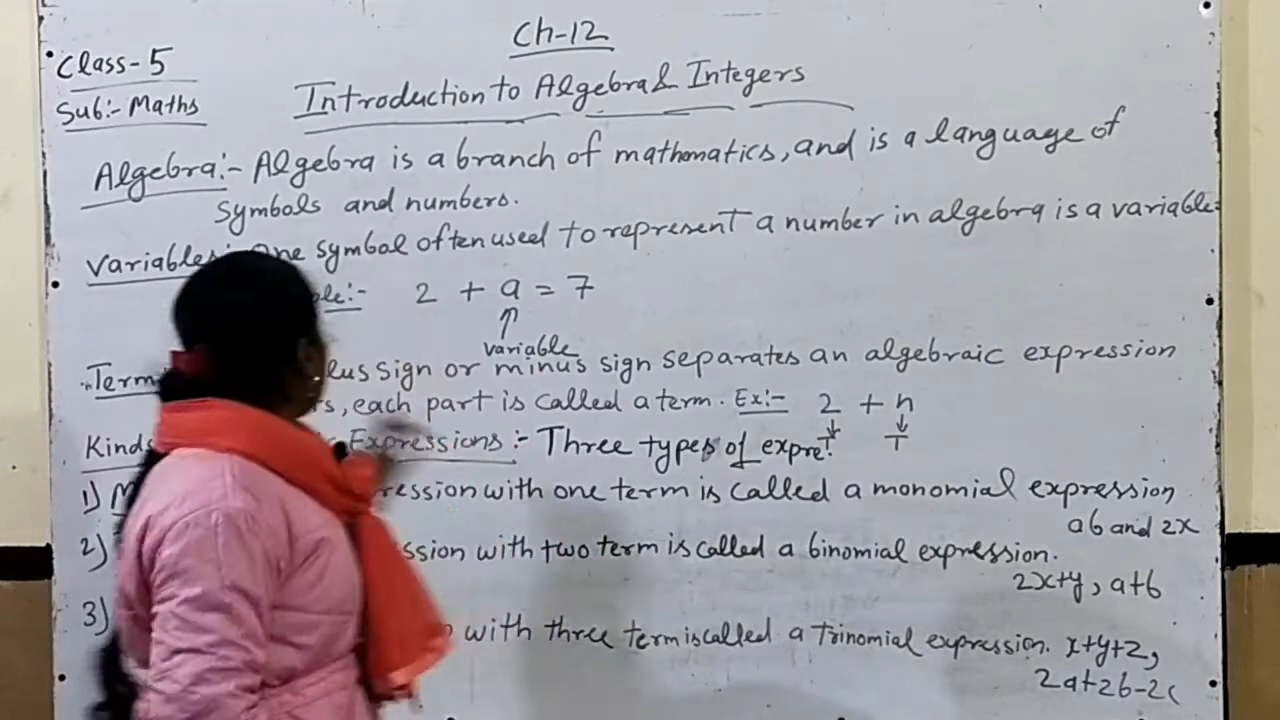 Ch-12
Class-5
Sub:- Maths
Introduction to Algebra & Integers
Algebra:- Algebra is a branch of mathematics, and is a language of
symbols and numbers.
Variables:- One symbol often used to represent a number in algebra is a variable.
2 + a = 7
↑
variable
Term lus sign or minus sign separates an algebraic expression
s, each part is called a term. Ex:- 2 + n
↓ ↓
T T
Kinds Expressions:- Three types of expre.
1) M ression with one term is called a monomial expression
ab and 2x
2) ssion with two term is called a binomial expression.
2x+y, a+b
3) with three term is called a trinomial expression. x+y+z,
2a+2b-2c